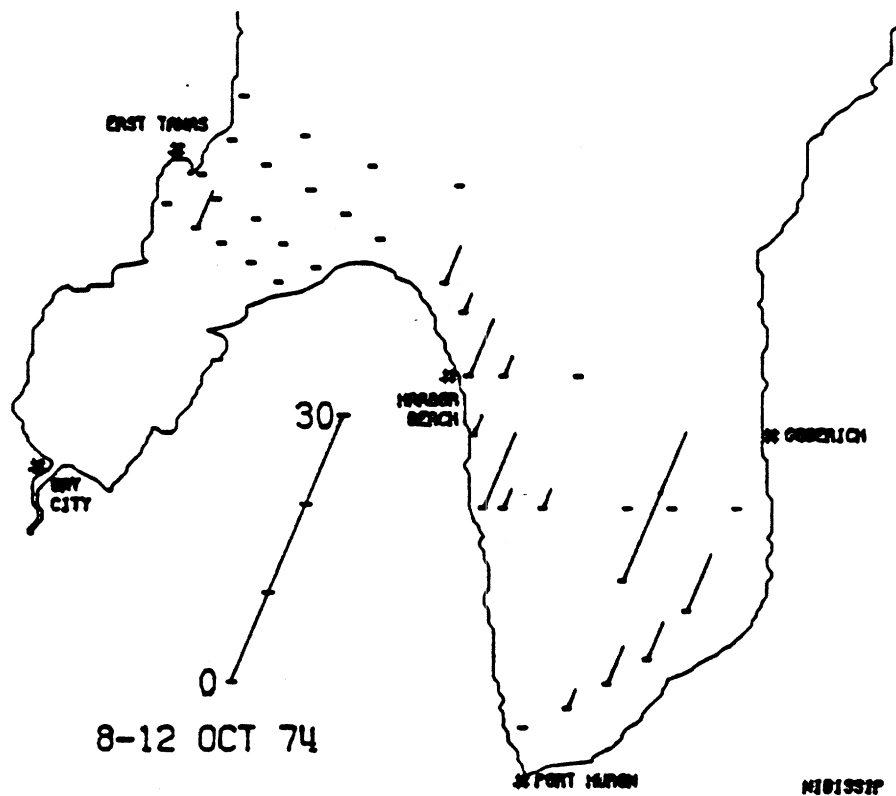 EAST TAWAS
30
HARBOR
BEACH
GODERICH
BAY
CITY
0
8-12 OCT 74
PORT HURON